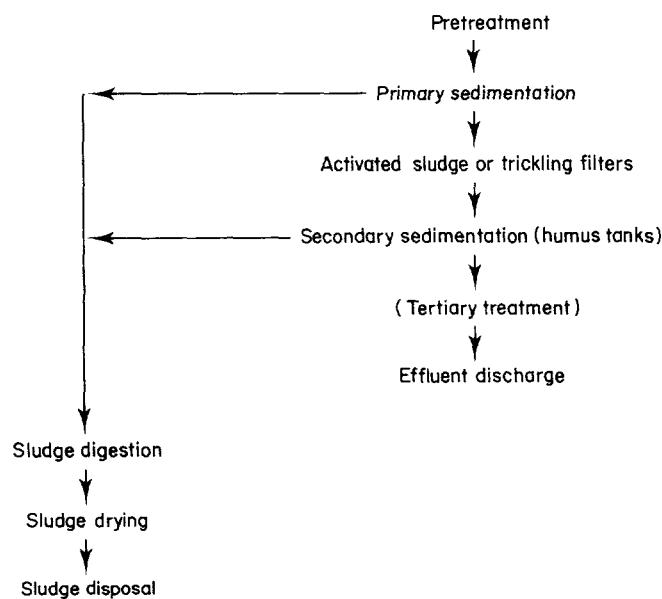 Pretreatment
Primary sedimentation
Activated sludge or trickling filters
Secondary sedimentation (humus tanks)
(Tertiary treatment)
Effluent discharge
Sludge digestion
Sludge drying
Sludge disposal